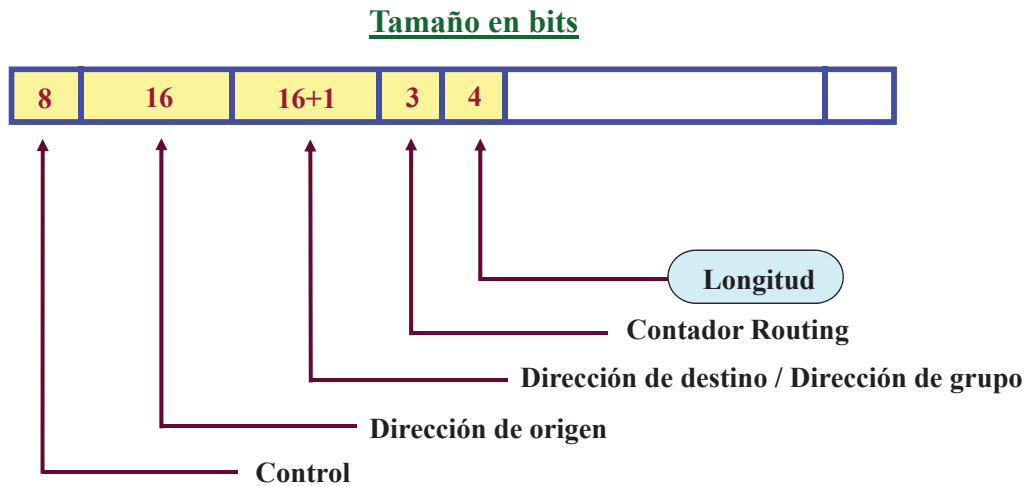 Tamaño en bits
8 16 16+1 3 4
Longitud
Contador Routing
Dirección de destino / Dirección de grupo
Dirección de origen
Control